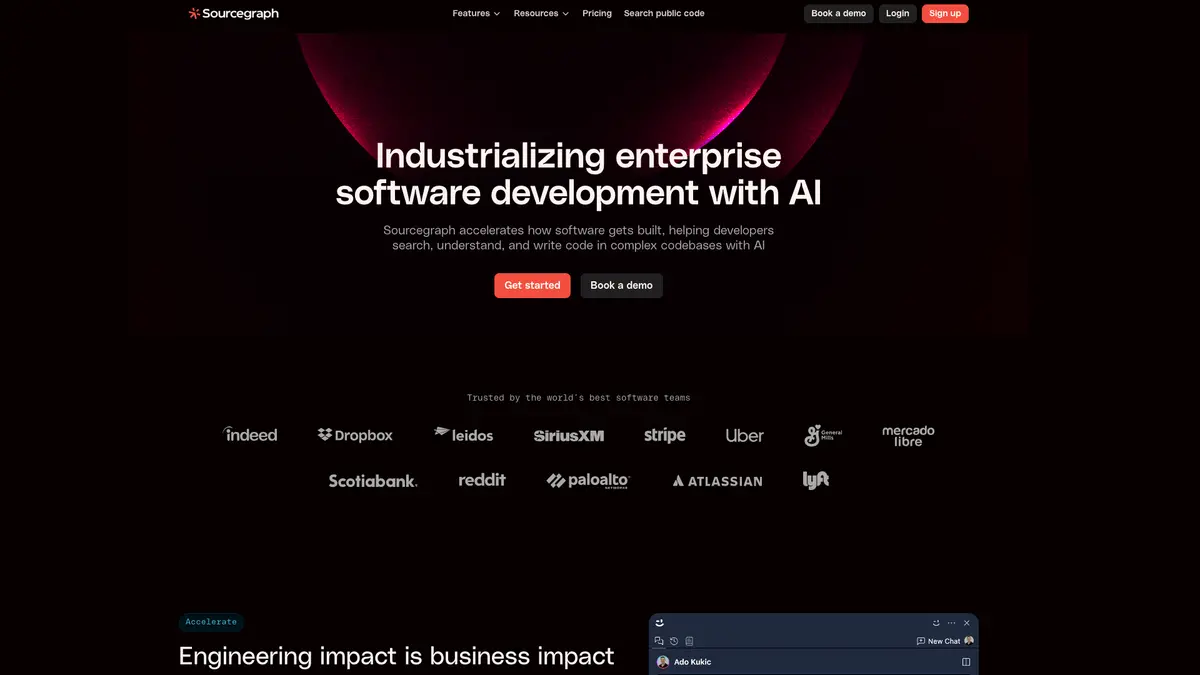 Sourcegraph Features Resources Pricing Search public code Book a demo Login Sign up
Industrializing enterprise
software development with AI
Sourcegraph accelerates how software gets built, helping developers
search, understand, and write code in complex codebases with AI
Get started Book a demo
Trusted by the world's best software teams
indeed Dropbox leidos SiriusXM stripe Uber General Mills mercado libre
Scotiabank. reddit paloalto NETWORKS ATLASSIAN lyft
Accelerate
Engineering impact is business impact
New Chat
Ado Kukic